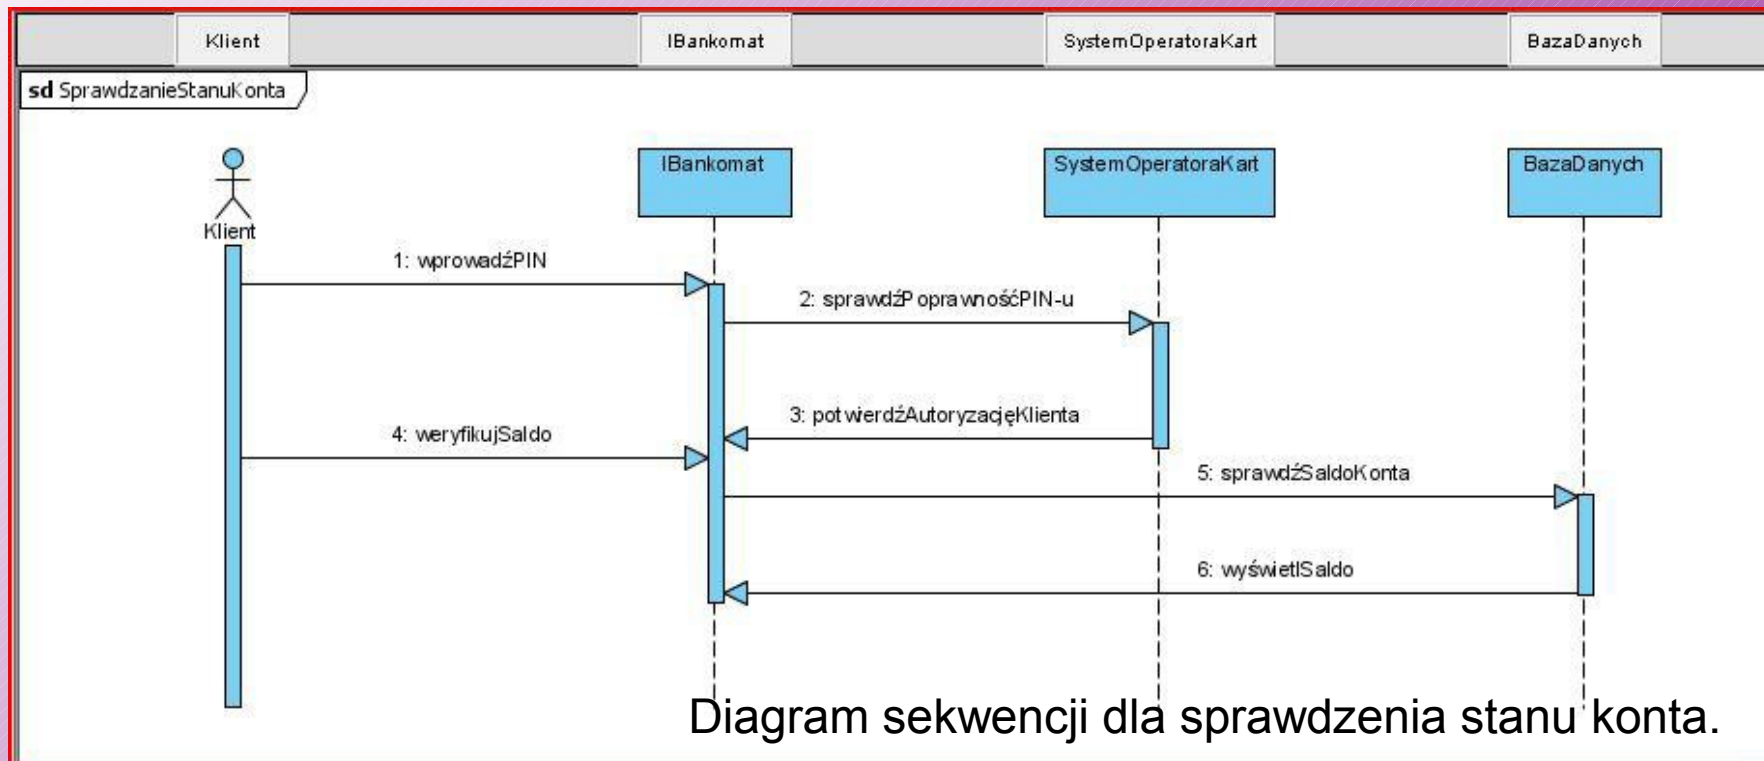 Klient IBankomat SystemOperatoraKart BazaDanych
sd SprawdzanieStanuKonta
IBankomat SystemOperatoraKart BazaDanych
Klient
1: wprowadźPIN
2: sprawdźPoprawnośćPIN-u
3: potwierdźAutoryzacjęKlienta
4: weryfikujSaldo
5: sprawdźSaldoKonta
6: wyświetlSaldo
Diagram sekwencji dla sprawdzenia stanu konta.